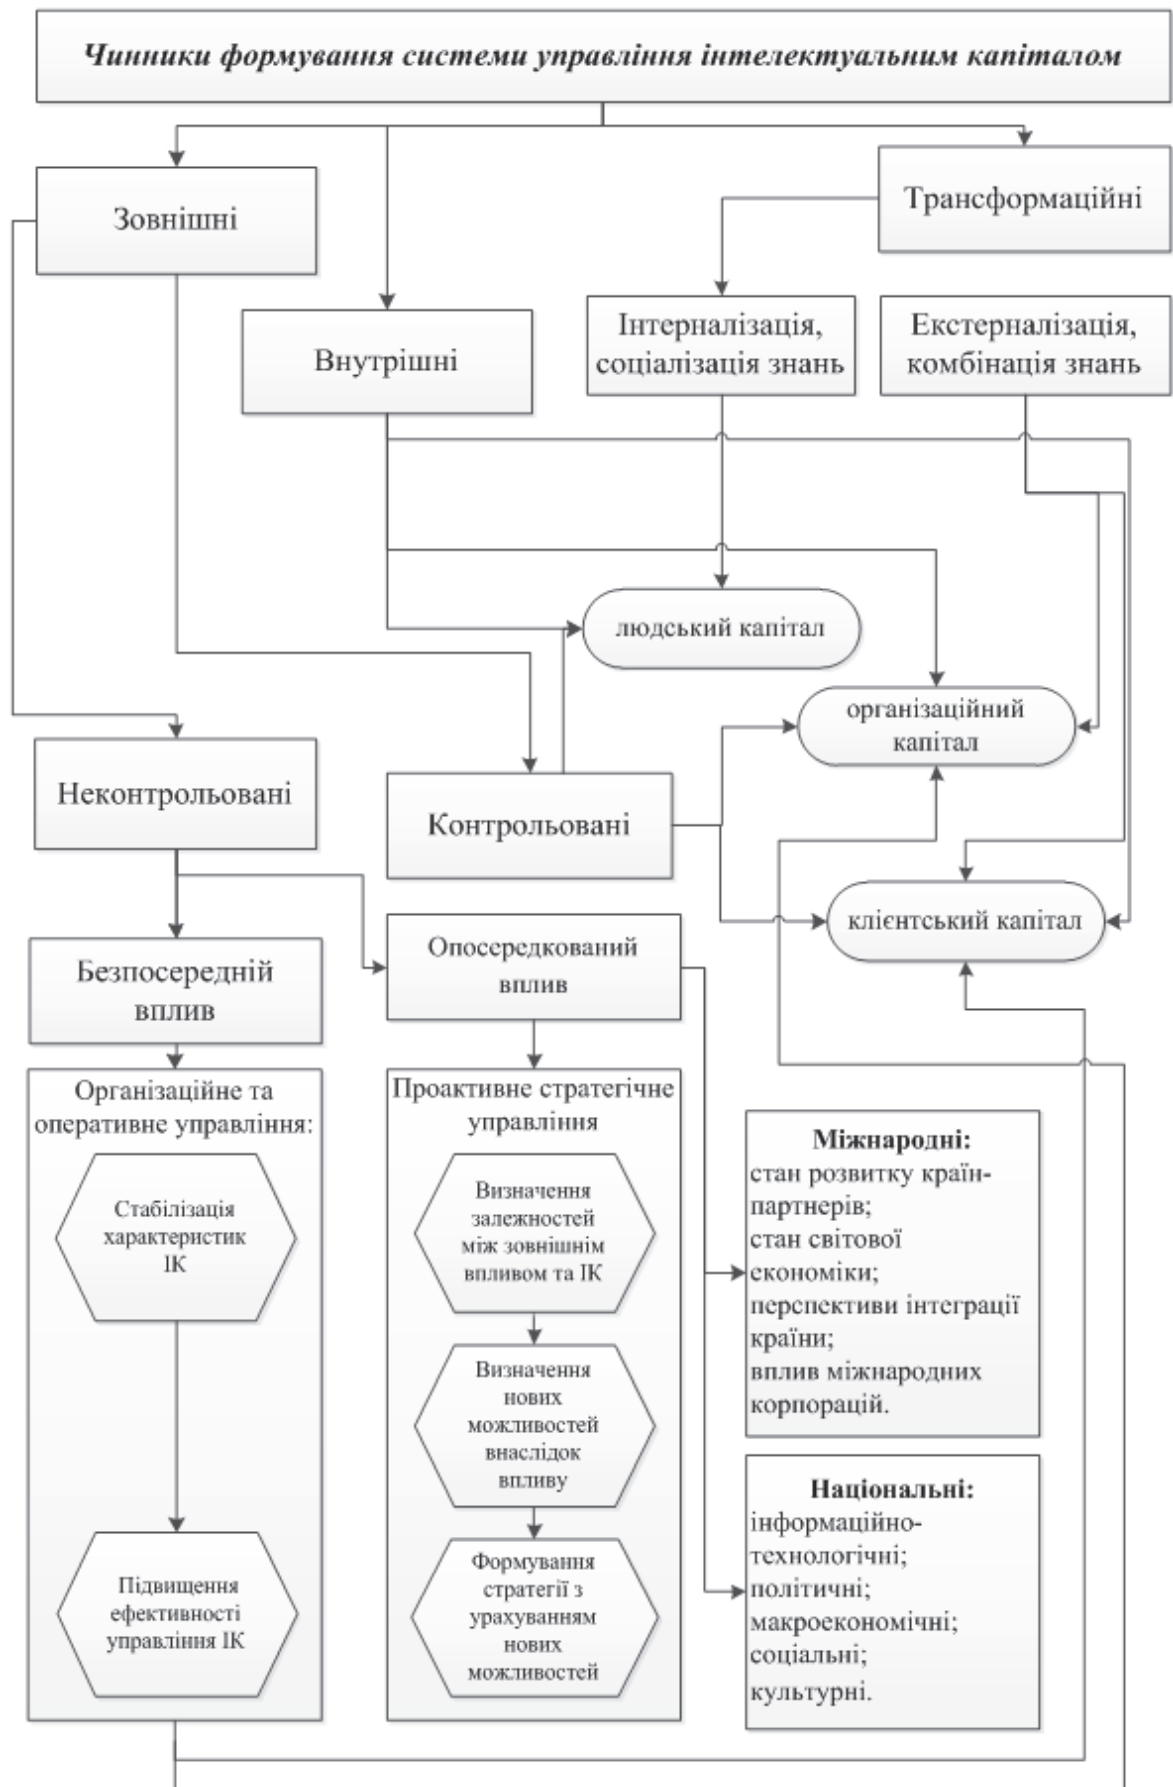 Чинники формування системи управління інтелектуальним капіталом
Зовнішні
Трансформаційні
Внутрішні
Інтерналізація,
соціалізація знань
Екстерналізація,
комбінація знань
людський капітал
організаційний
капітал
Неконтрольовані
Контрольовані
клієнтський капітал
Безпосередній
вплив
Опосередкований
вплив
Організаційне та
оперативне управління:
Стабілізація
характеристик
ІК
Підвищення
ефективності
управління ІК
Проактивне стратегічне
управління
Визначення
залежностей
між зовнішнім
впливом та ІК
Визначення
нових
можливостей
внаслідок
впливу
Формування
стратегії з
урахуванням
нових
можливостей
Міжнародні:
стан розвитку країн-
партнерів;
стан світової
економіки;
перспективи інтеграції
країни;
вплив міжнародних
корпорацій.
Національні:
інформаційно-
технологічні;
політичні;
макроекономічні;
соціальні;
культурні.